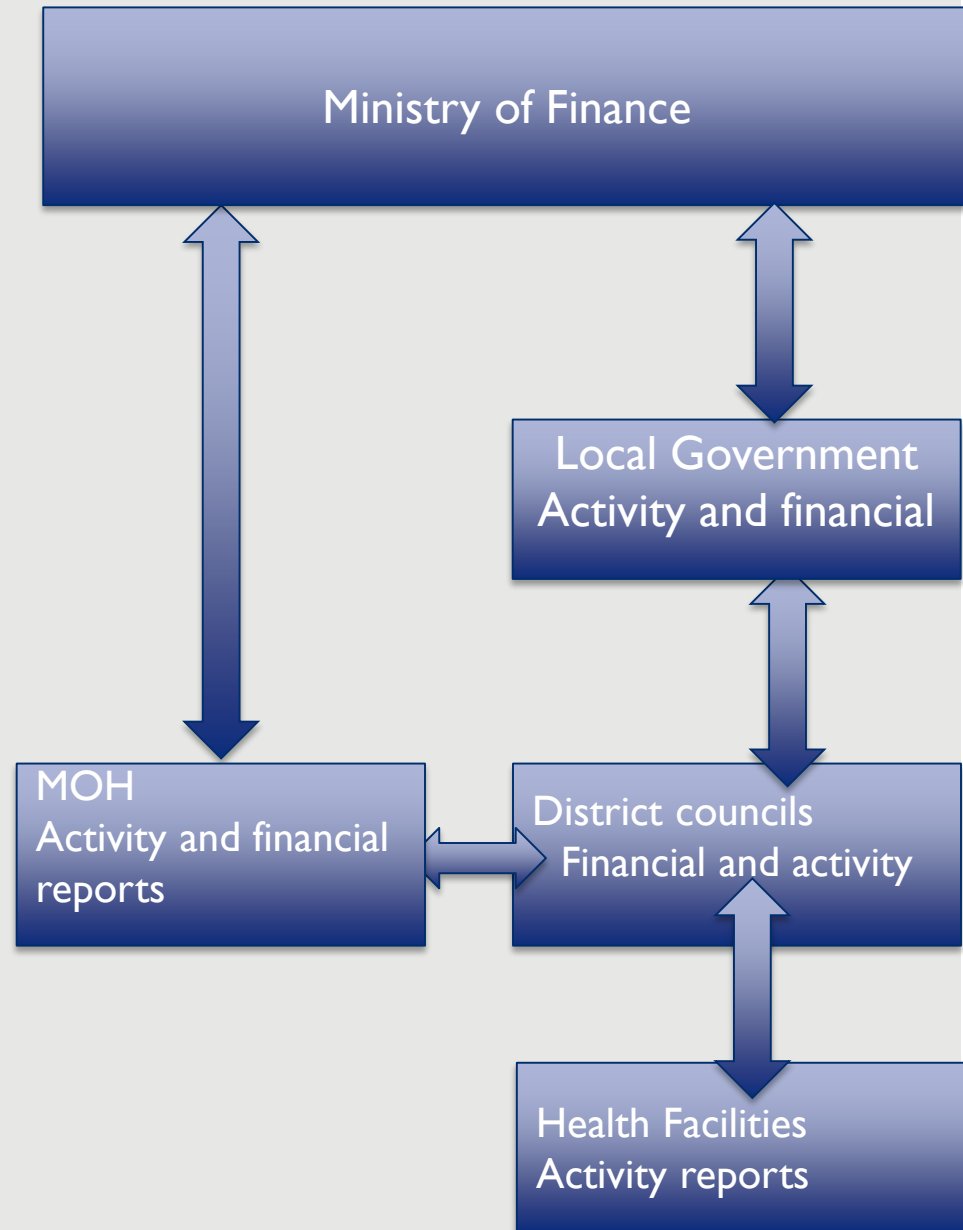 Ministry of Finance
Local Government
Activity and financial
MOH
Activity and financial
reports
District councils
Financial and activity
Health Facilities
Activity reports